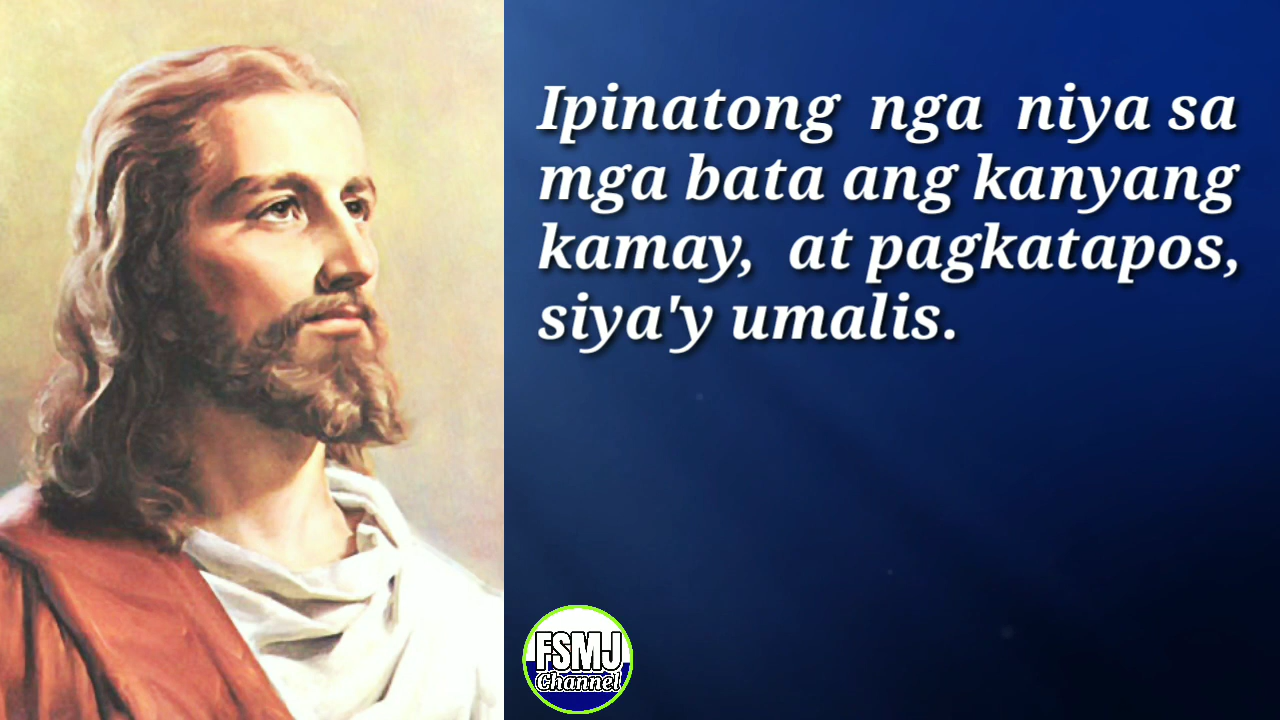 Ipinatong nga niya sa
mga bata ang kanyang
kamay, at pagkatapos,
siya'y umalis.
FSMJ
Channel